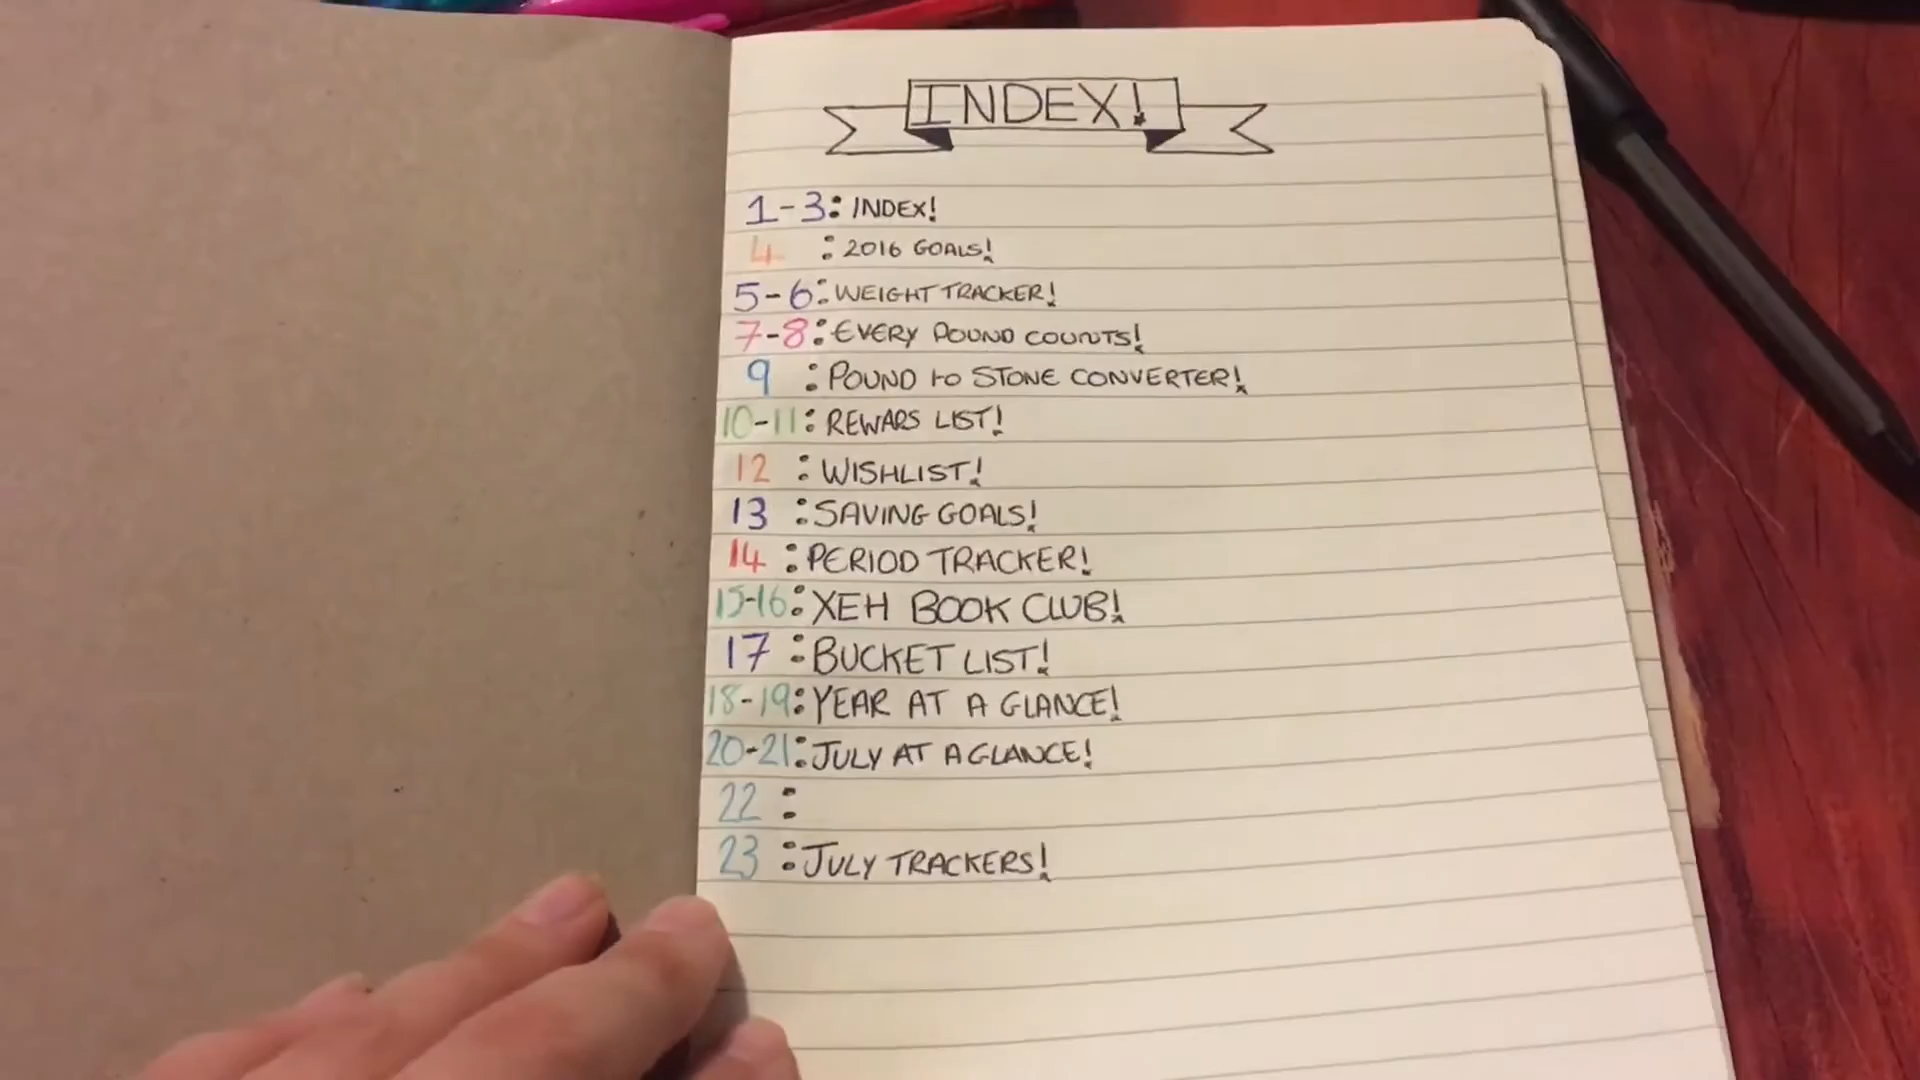 INDEX!
1-3: INDEX!
4 : 2016 GOALS!
5-6: WEIGHT TRACKER!
7-8: EVERY POUND COUNTS!
9 : POUND to STONE CONVERTER!
10-11: REWARS LIST!
12 : WISHLIST!
13 : SAVING GOALS!
14 : PERIOD TRACKER!
15-16: XEH BOOK CLUB!
17 : BUCKET LIST!
18-19: YEAR AT A GLANCE!
20-21: JULY AT A GLANCE!
22 :
23 : JULY TRACKERS!